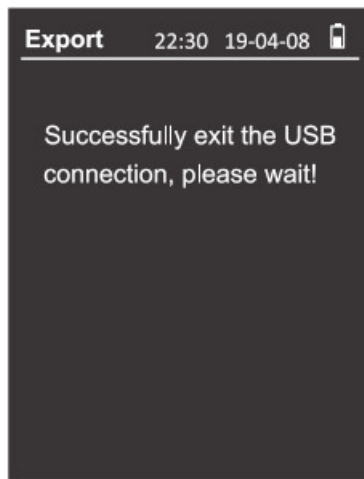 Export 22:30 19-04-08
Successfully exit the USB
connection, please wait!